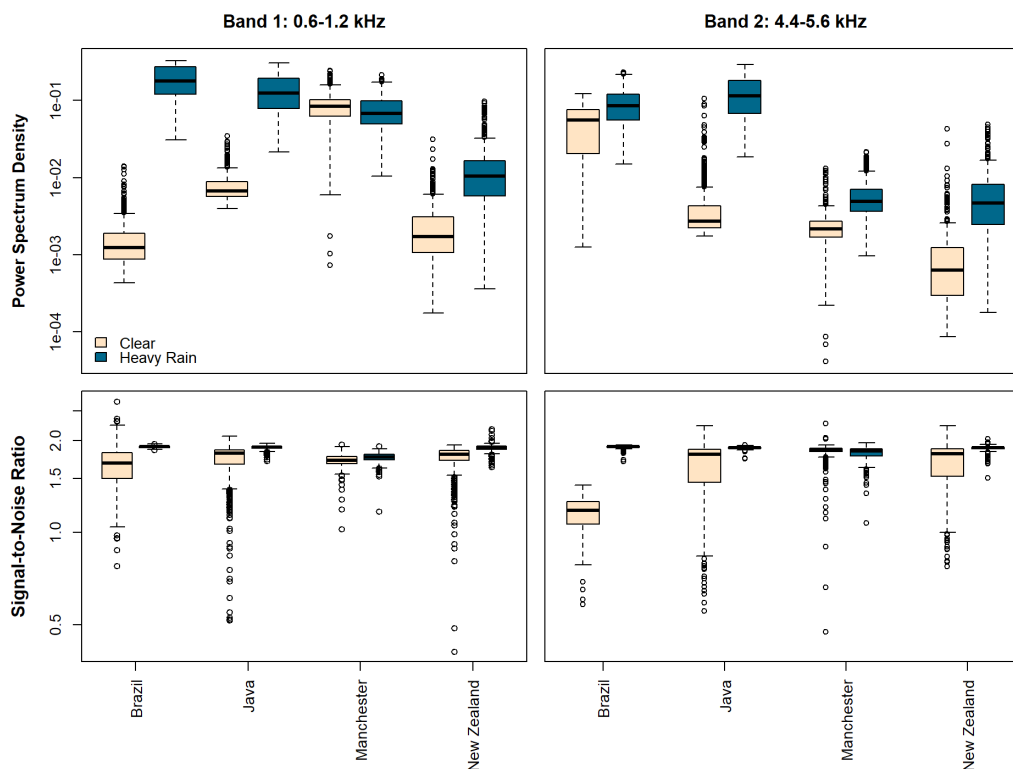 Band 1: 0.6-1.2 kHz
Band 2: 4.4-5.6 kHz
Power Spectrum Density
1e-01
1e-02
1e-03
1e-04
Clear
Heavy Rain
Signal-to-Noise Ratio
2.0
1.5
1.0
0.5
Brazil
Java
Manchester
New Zealand
Brazil
Java
Manchester
New Zealand